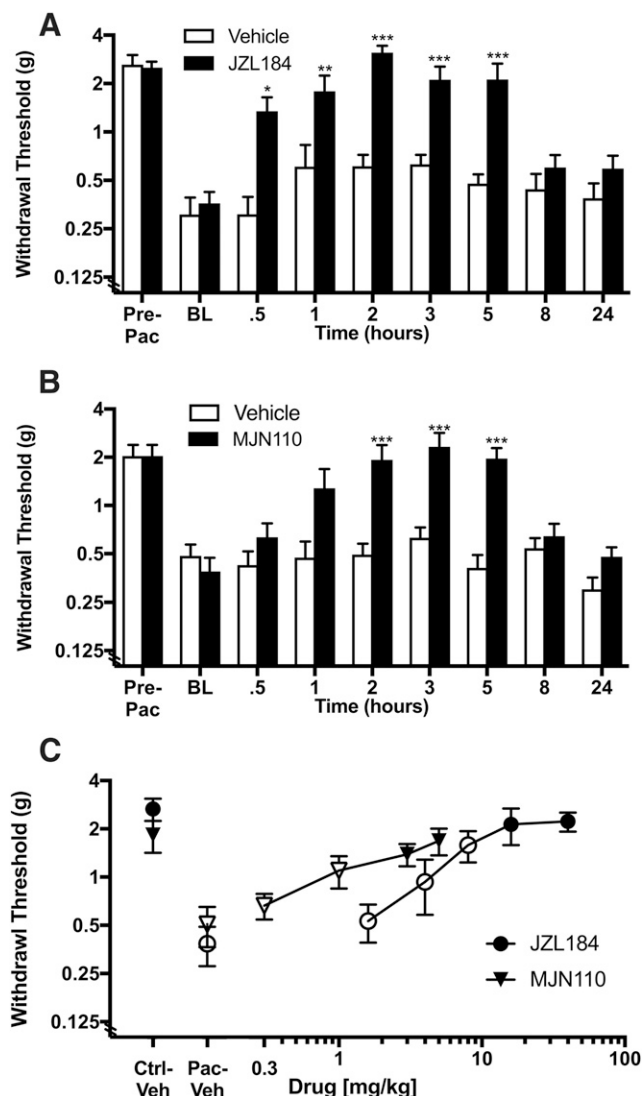 A
Withdrawal Threshold (g)
4
2
1
0.5
0.25
0.125
Vehicle
JZL184
*
**
***
***
***
Pre-Pac BL .5 1 2 3 5 8 24
Time (hours)
B
Withdrawal Threshold (g)
4
2
1
0.5
0.25
0.125
Vehicle
MJN110
***
***
***
Pre-Pac BL .5 1 2 3 5 8 24
Time (hours)
C
Withdrawl Threshold (g)
4
2
1
0.5
0.25
0.125
JZL184
MJN110
Ctrl-Veh Pac-Veh 0.3 1 10 100
Drug [mg/kg]